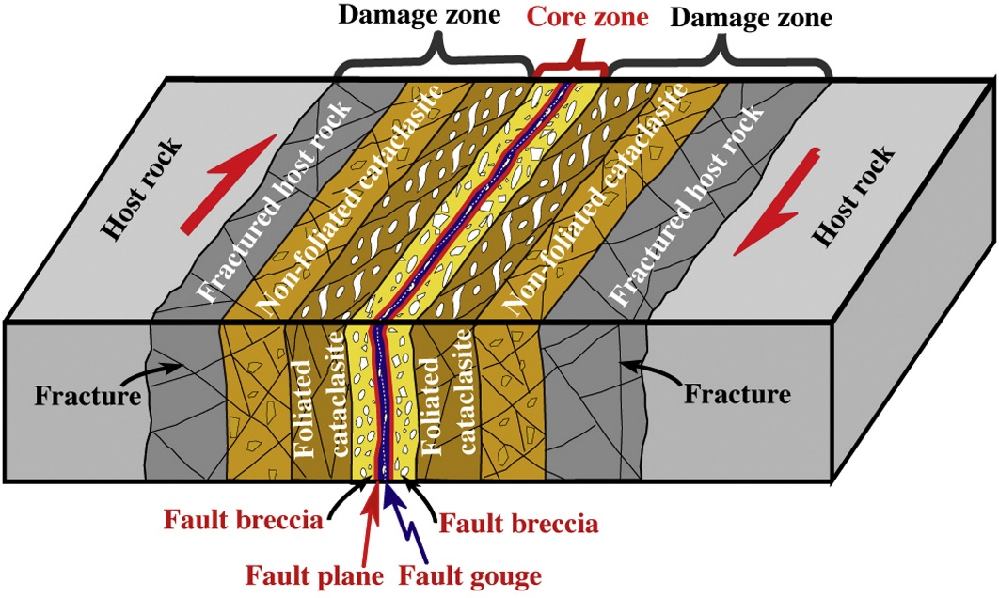 Damage zone
Core zone
Damage zone
Host rock
Fractured host rock
Non-foliated cataclasite
Non-foliated cataclasite
Fractured host rock
Host rock
Fracture
Foliated
cataclasite
Foliated
cataclasite
Fracture
Fault breccia
Fault breccia
Fault plane
Fault gouge